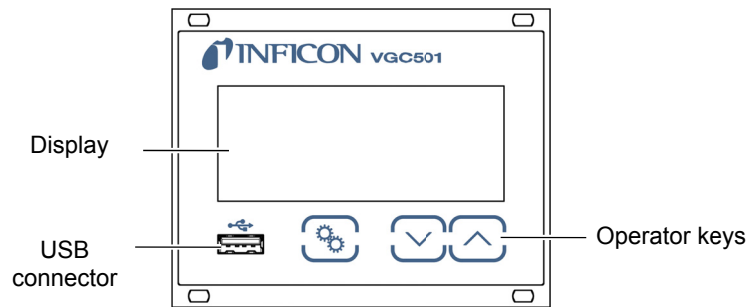 INFICON VGC501
Display
USB
connector
Operator keys